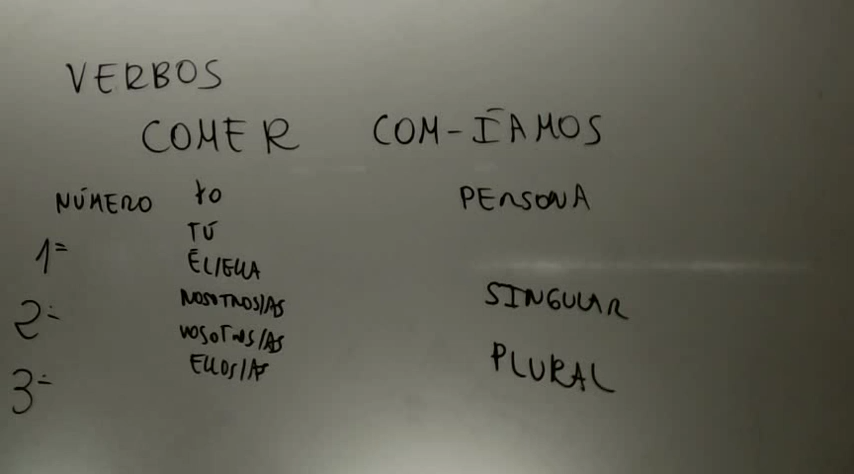 VERBOS
COMER COM-ÍAMOS
NÚMERO YO PERSONA
TÚ
1ª ÉL/ELLA
NOSOTROS/AS SINGULAR
2ª VOSOTROS/AS
ELLOS/AS PLURAL
3ª